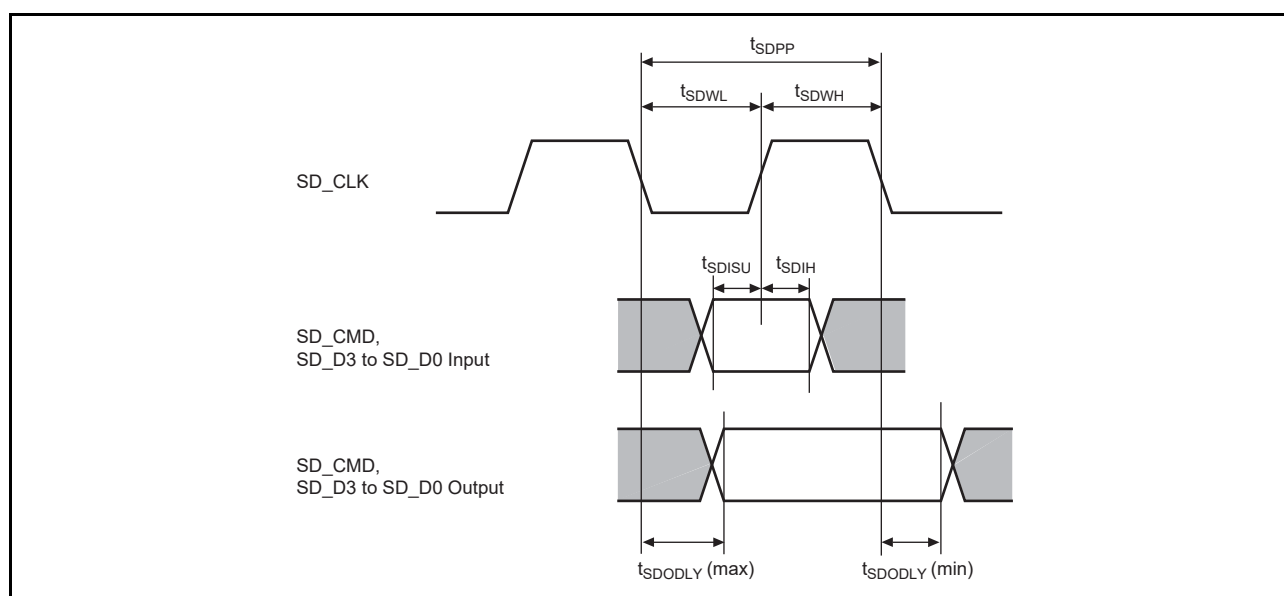 tSDPP
tSDWL
tSDWH
SD_CLK
tSDISU
tSDIH
SD_CMD,
SD_D3 to SD_D0 Input
SD_CMD,
SD_D3 to SD_D0 Output
tSDODLY (max)
tSDODLY (min)